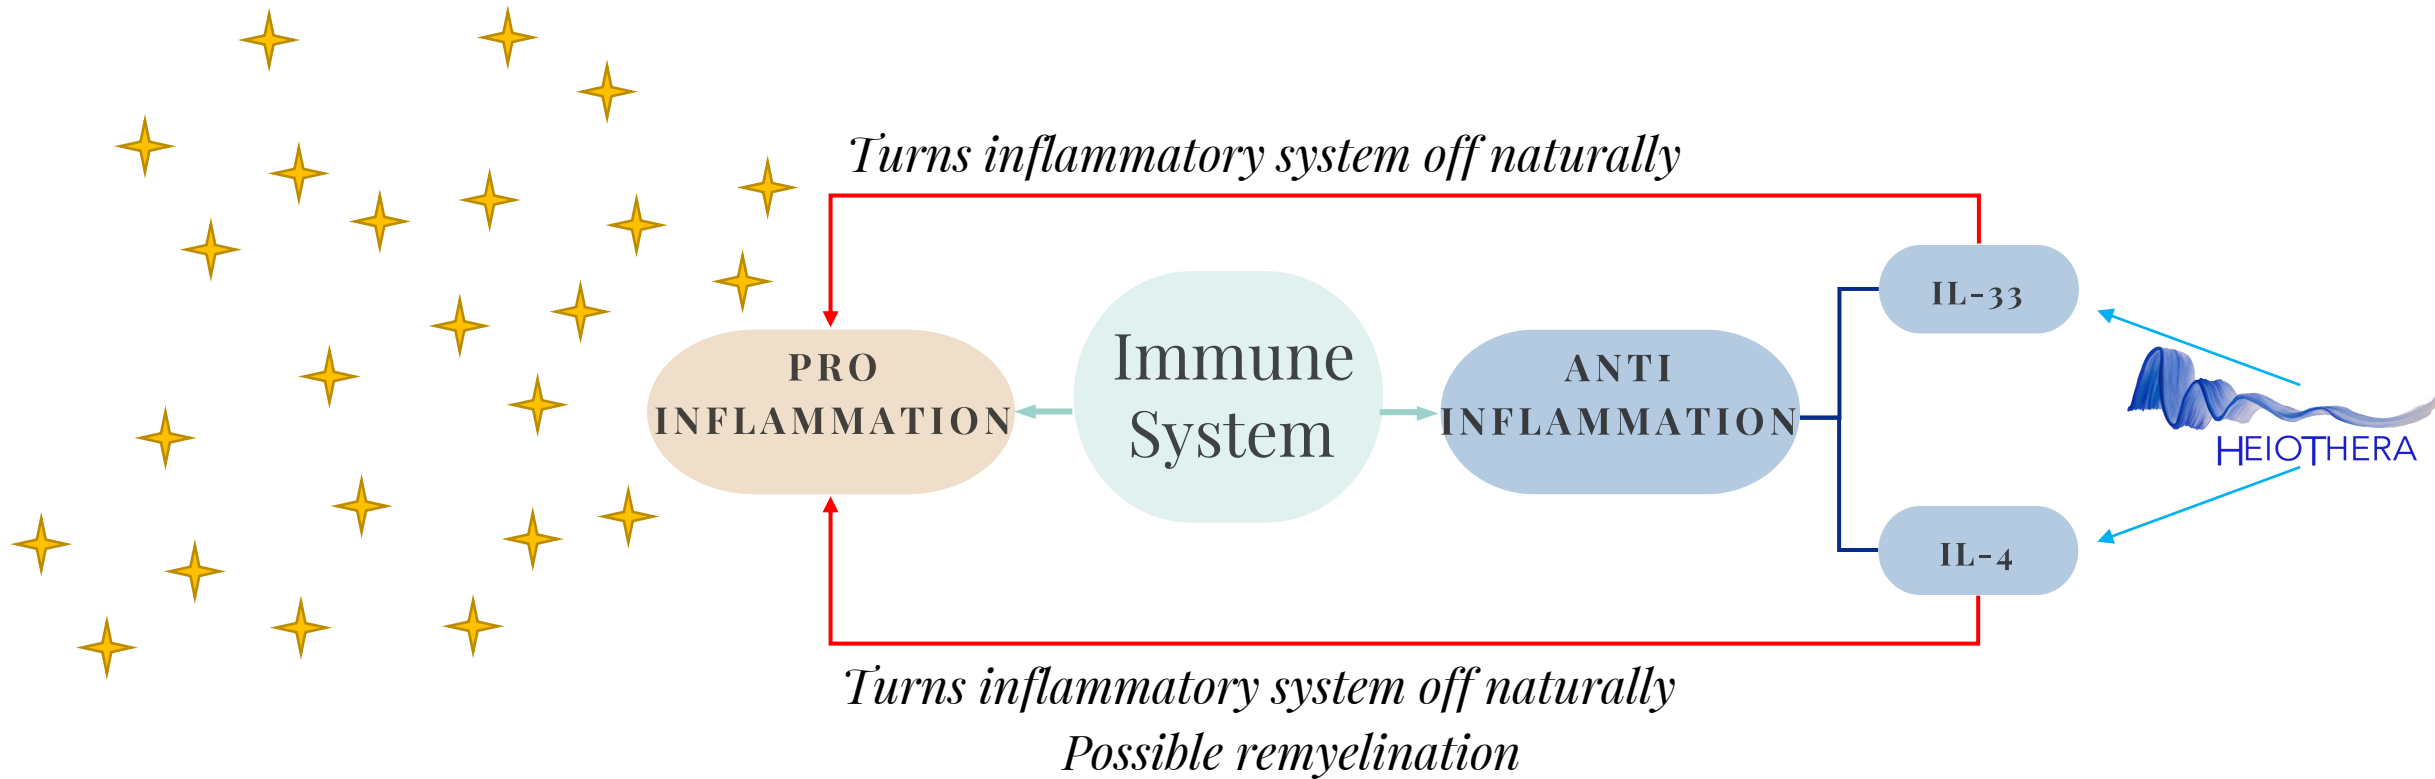 Turns inflammatory system off naturally
IL-33
PRO
INFLAMMATION
Immune
System
ANTI
INFLAMMATION
HEIOTHERA
IL-4
Turns inflammatory system off naturally
Possible remyelination